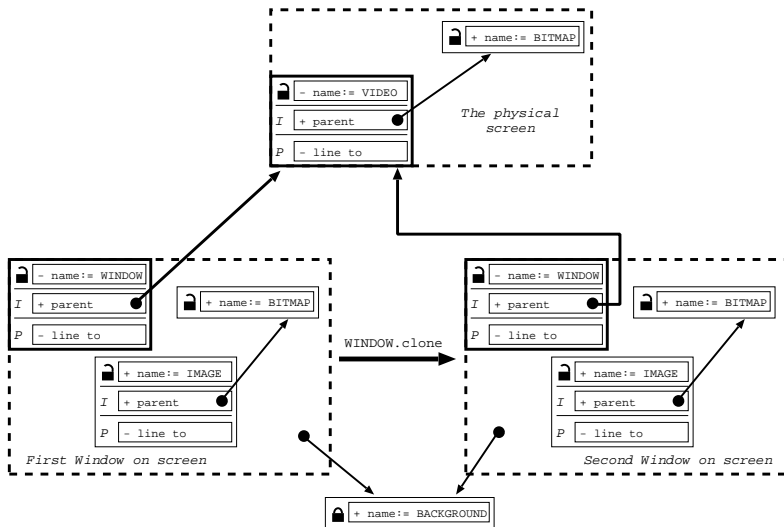 + name:= BITMAP
- name:= VIDEO
I + parent
P - line to
The physical
screen
- name:= WINDOW
I + parent
P - line to
+ name:= BITMAP
+ name:= IMAGE
I + parent
P - line to
First Window on screen
WINDOW.clone
- name:= WINDOW
I + parent
P - line to
+ name:= BITMAP
+ name:= IMAGE
I + parent
P - line to
Second Window on screen
+ name:= BACKGROUND